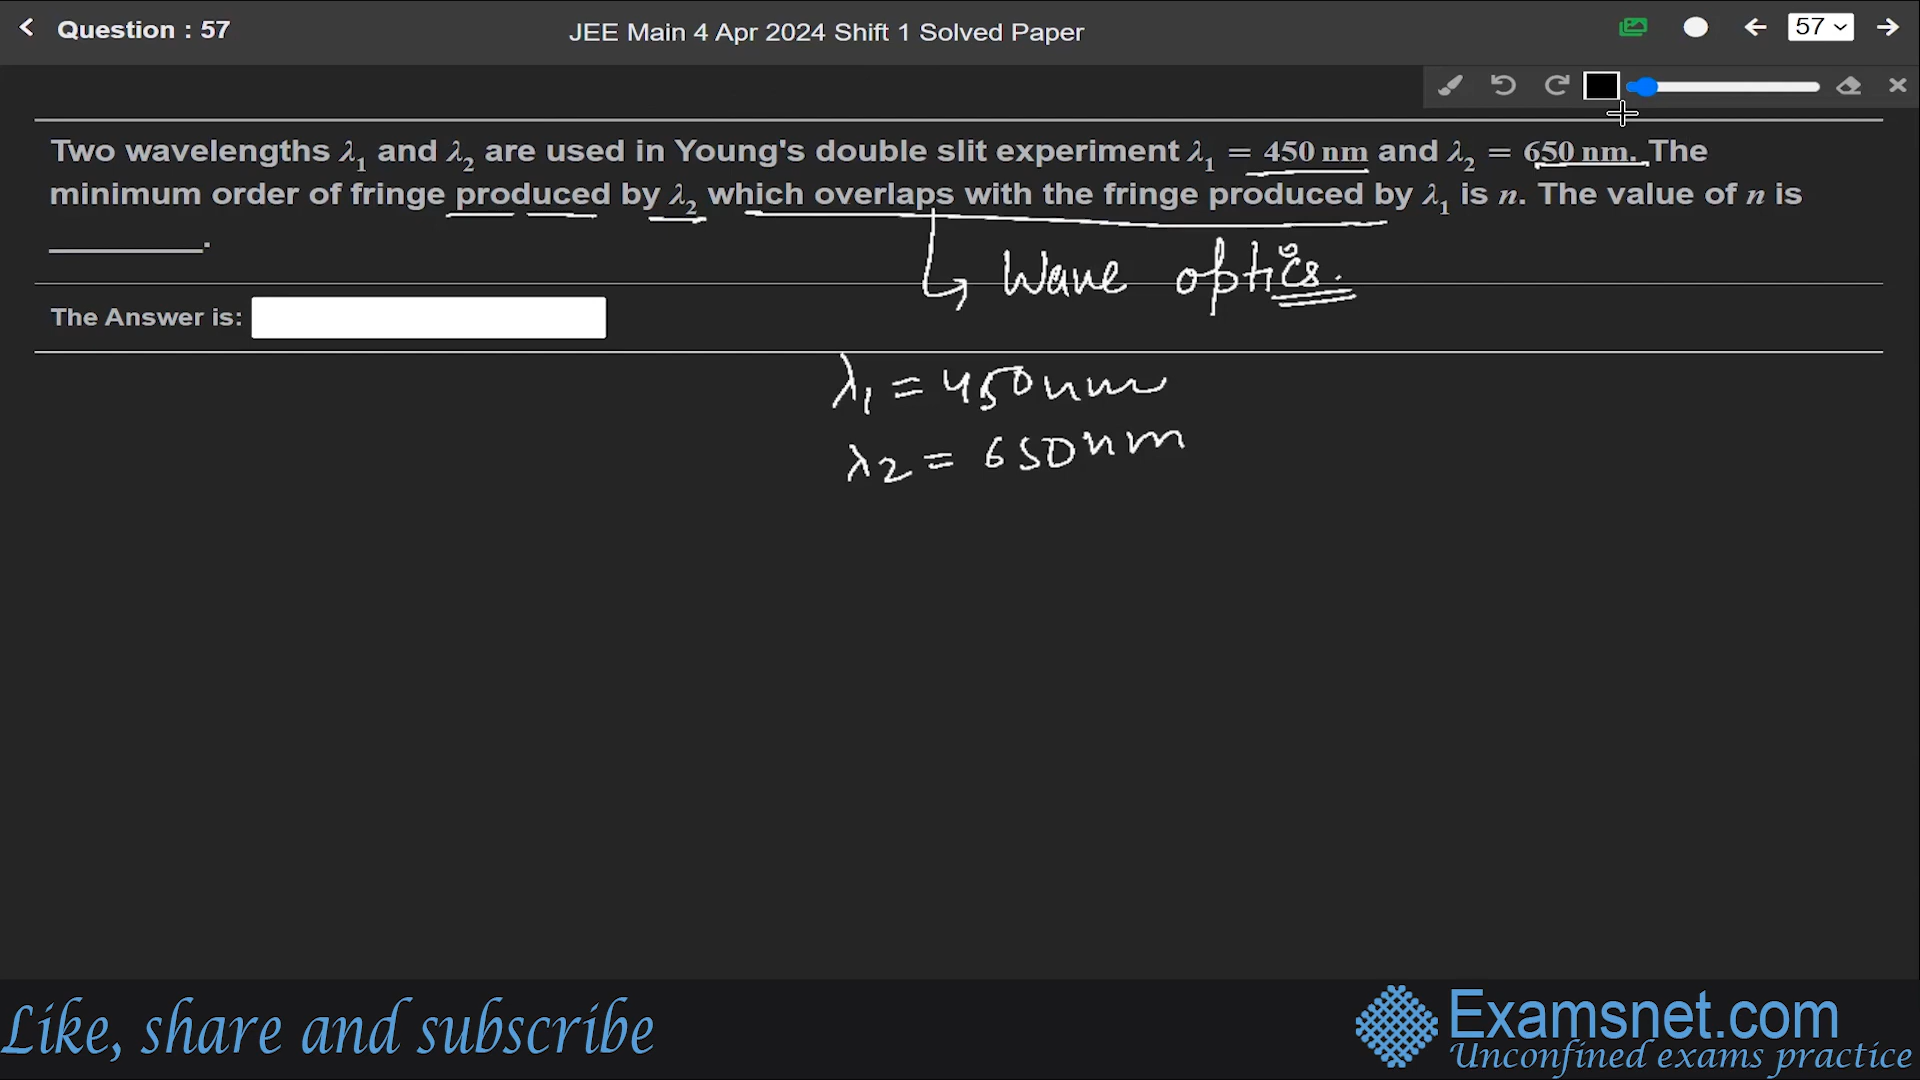 Question : 57
JEE Main 4 Apr 2024 Shift 1 Solved Paper
57
Two wavelengths λ₁ and λ₂ are used in Young's double slit experiment λ₁ = 450 nm and λ₂ = 650 nm. The
minimum order of fringe produced by λ₂ which overlaps with the fringe produced by λ₁ is n. The value of n is
__________.
Wave optics.
The Answer is:
λ₁ = 450nm
λ2 = 650nm
Like, share and subscribe
Examsnet.com
Unconfined exams practice